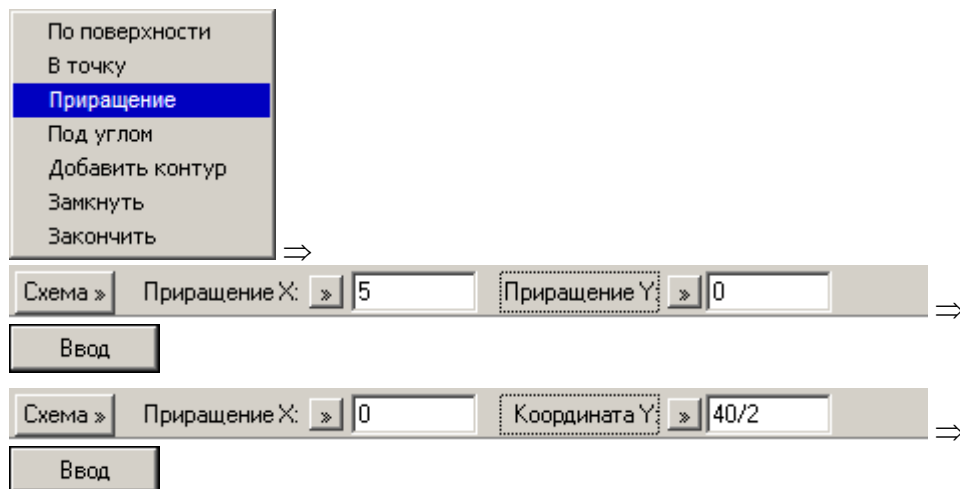 По поверхности
В точку
Приращение
Под углом
Добавить контур
Замкнуть
Закончить
⇒
Схема » Приращение X: » 5 Приращение Y: » 0 ⇒
Ввод
Схема » Приращение X: » 0 Координата Y: » 40/2 ⇒
Ввод